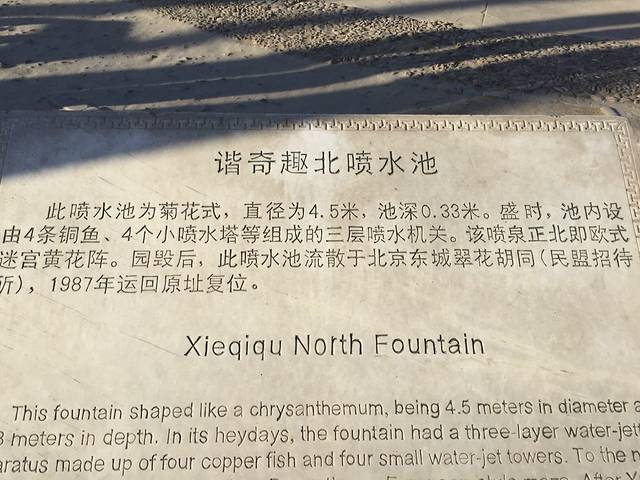 谐奇趣北喷水池
此喷水池为菊花式，直径为4.5米，池深0.33米。盛时，池内设
由4条铜鱼、4个小喷水塔等组成的三层喷水机关。该喷泉正北即欧式
迷宫黄花阵。园毁后，此喷水池流散于北京东城翠花胡同（民盟招待
所），1987年运回原址复位。
Xieqiqu North Fountain
This fountain shaped like a chrysanthemum, being 4.5 meters in diameter a
3 meters in depth. In its heydays, the fountain had a three-layer water-jett
aratus made up of four copper fish and four small water-jet towers. To the n